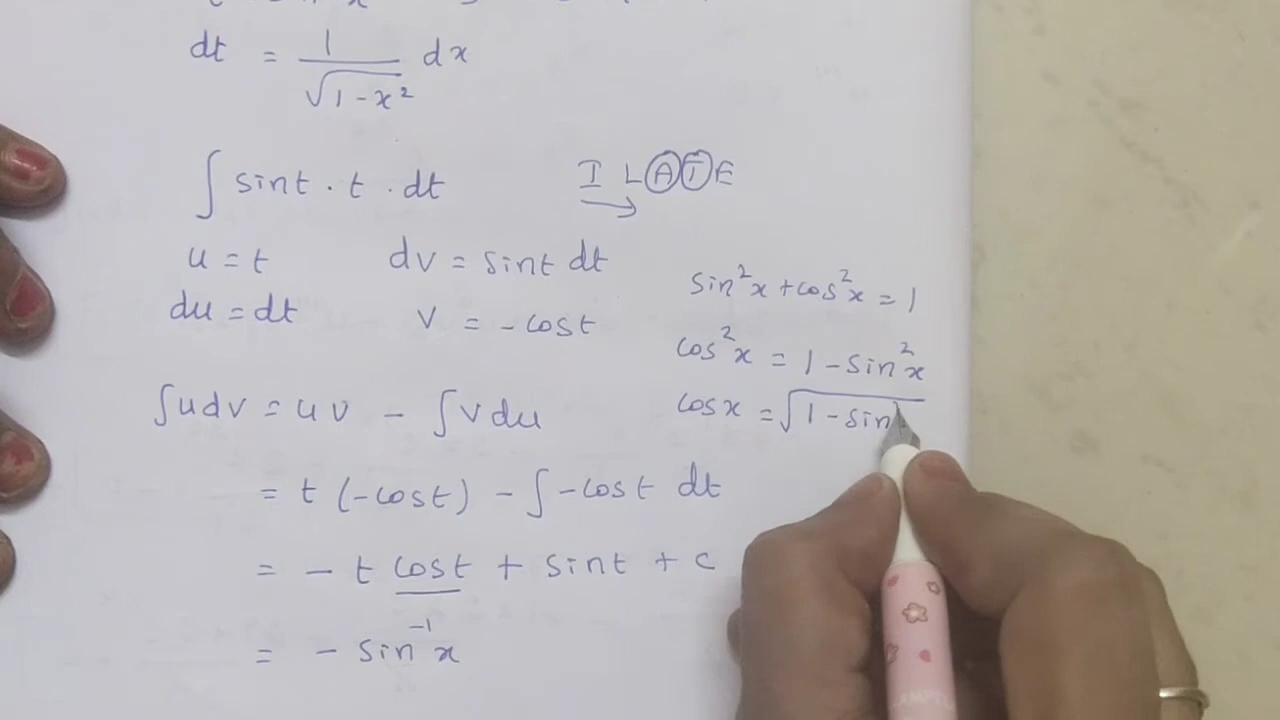 dt = 1/√1-x² dx
∫ sint . t . dt
I LATE
u = t dv = sint dt
du = dt v = -cost
sin²x + cos²x = 1
cos²x = 1 - sin²x
cosx = √1 - sin
∫udv = uv - ∫vdu
= t (-cost) - ∫-cost dt
= - t cost + sint + c
= - sin⁻¹x